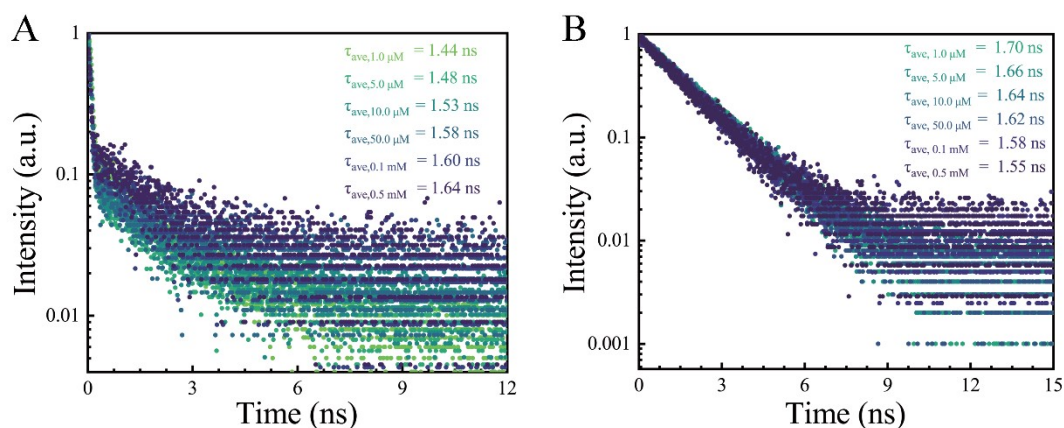 A
B
1
0.1
0.01
Intensity (a.u.)
0
3
6
9
12
Time (ns)
τave,1.0 μM = 1.44 ns
τave,5.0 μM = 1.48 ns
τave,10.0 μM = 1.53 ns
τave,50.0 μM = 1.58 ns
τave,0.1 mM = 1.60 ns
τave,0.5 mM = 1.64 ns
1
0.1
0.01
0.001
Intensity (a.u.)
0
3
6
9
12
15
Time (ns)
τave, 1.0 μM = 1.70 ns
τave, 5.0 μM = 1.66 ns
τave, 10.0 μM = 1.64 ns
τave, 50.0 μM = 1.62 ns
τave, 0.1 mM = 1.58 ns
τave, 0.5 mM = 1.55 ns